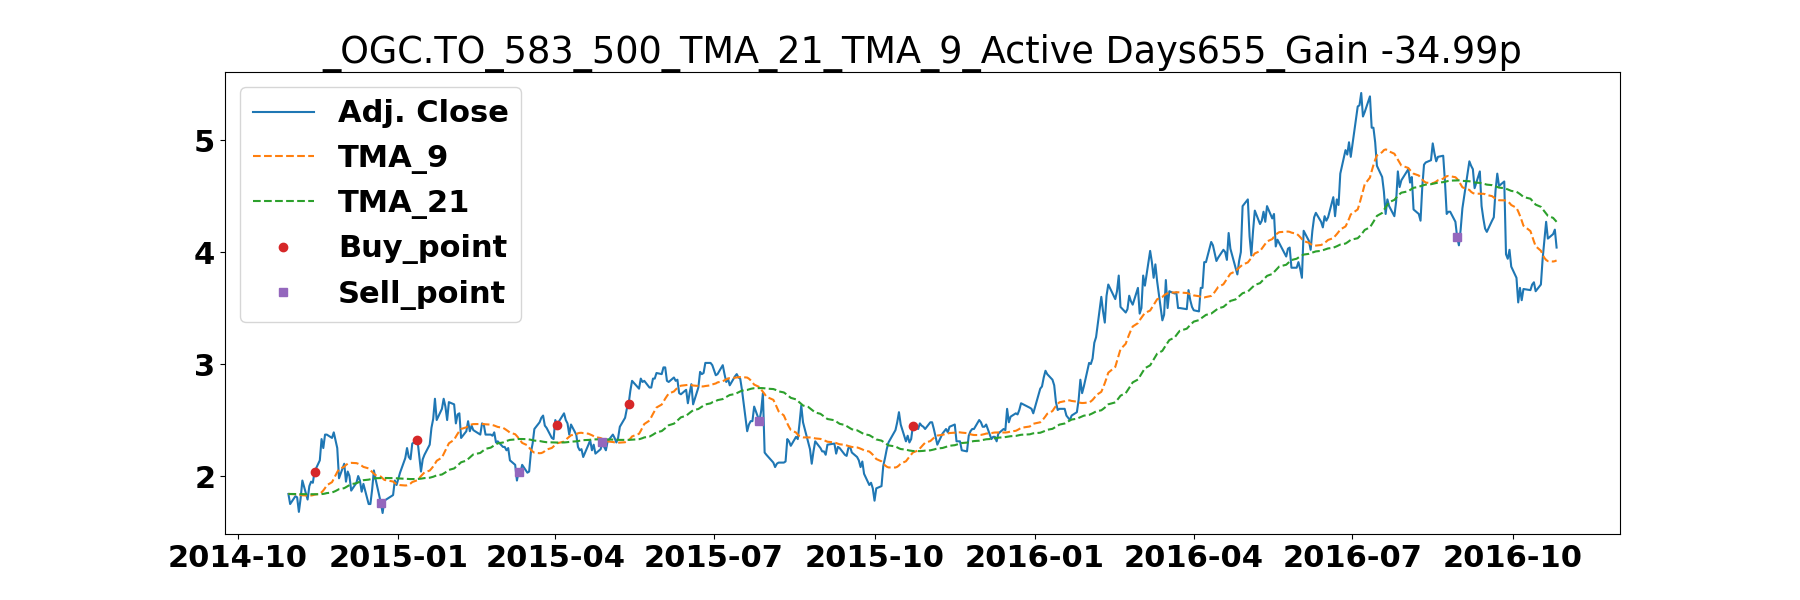 _OGC.TO_583_500_TMA_21_TMA_9_Active Days655_Gain -34.99p
Adj. Close
TMA_9
TMA_21
Buy_point
Sell_point
5
4
3
2
2014-10 2015-01 2015-04 2015-07 2015-10 2016-01 2016-04 2016-07 2016-10